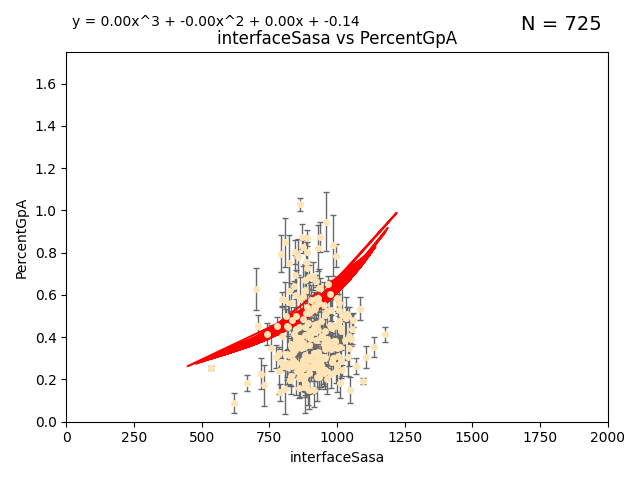 y = 0.00x^3 + -0.00x^2 + 0.00x + -0.14
N = 725
interfaceSasa vs PercentGpA
PercentGpA
1.6
1.4
1.2
1.0
0.8
0.6
0.4
0.2
0.0
0 250 500 750 1000 1250 1500 1750 2000
interfaceSasa